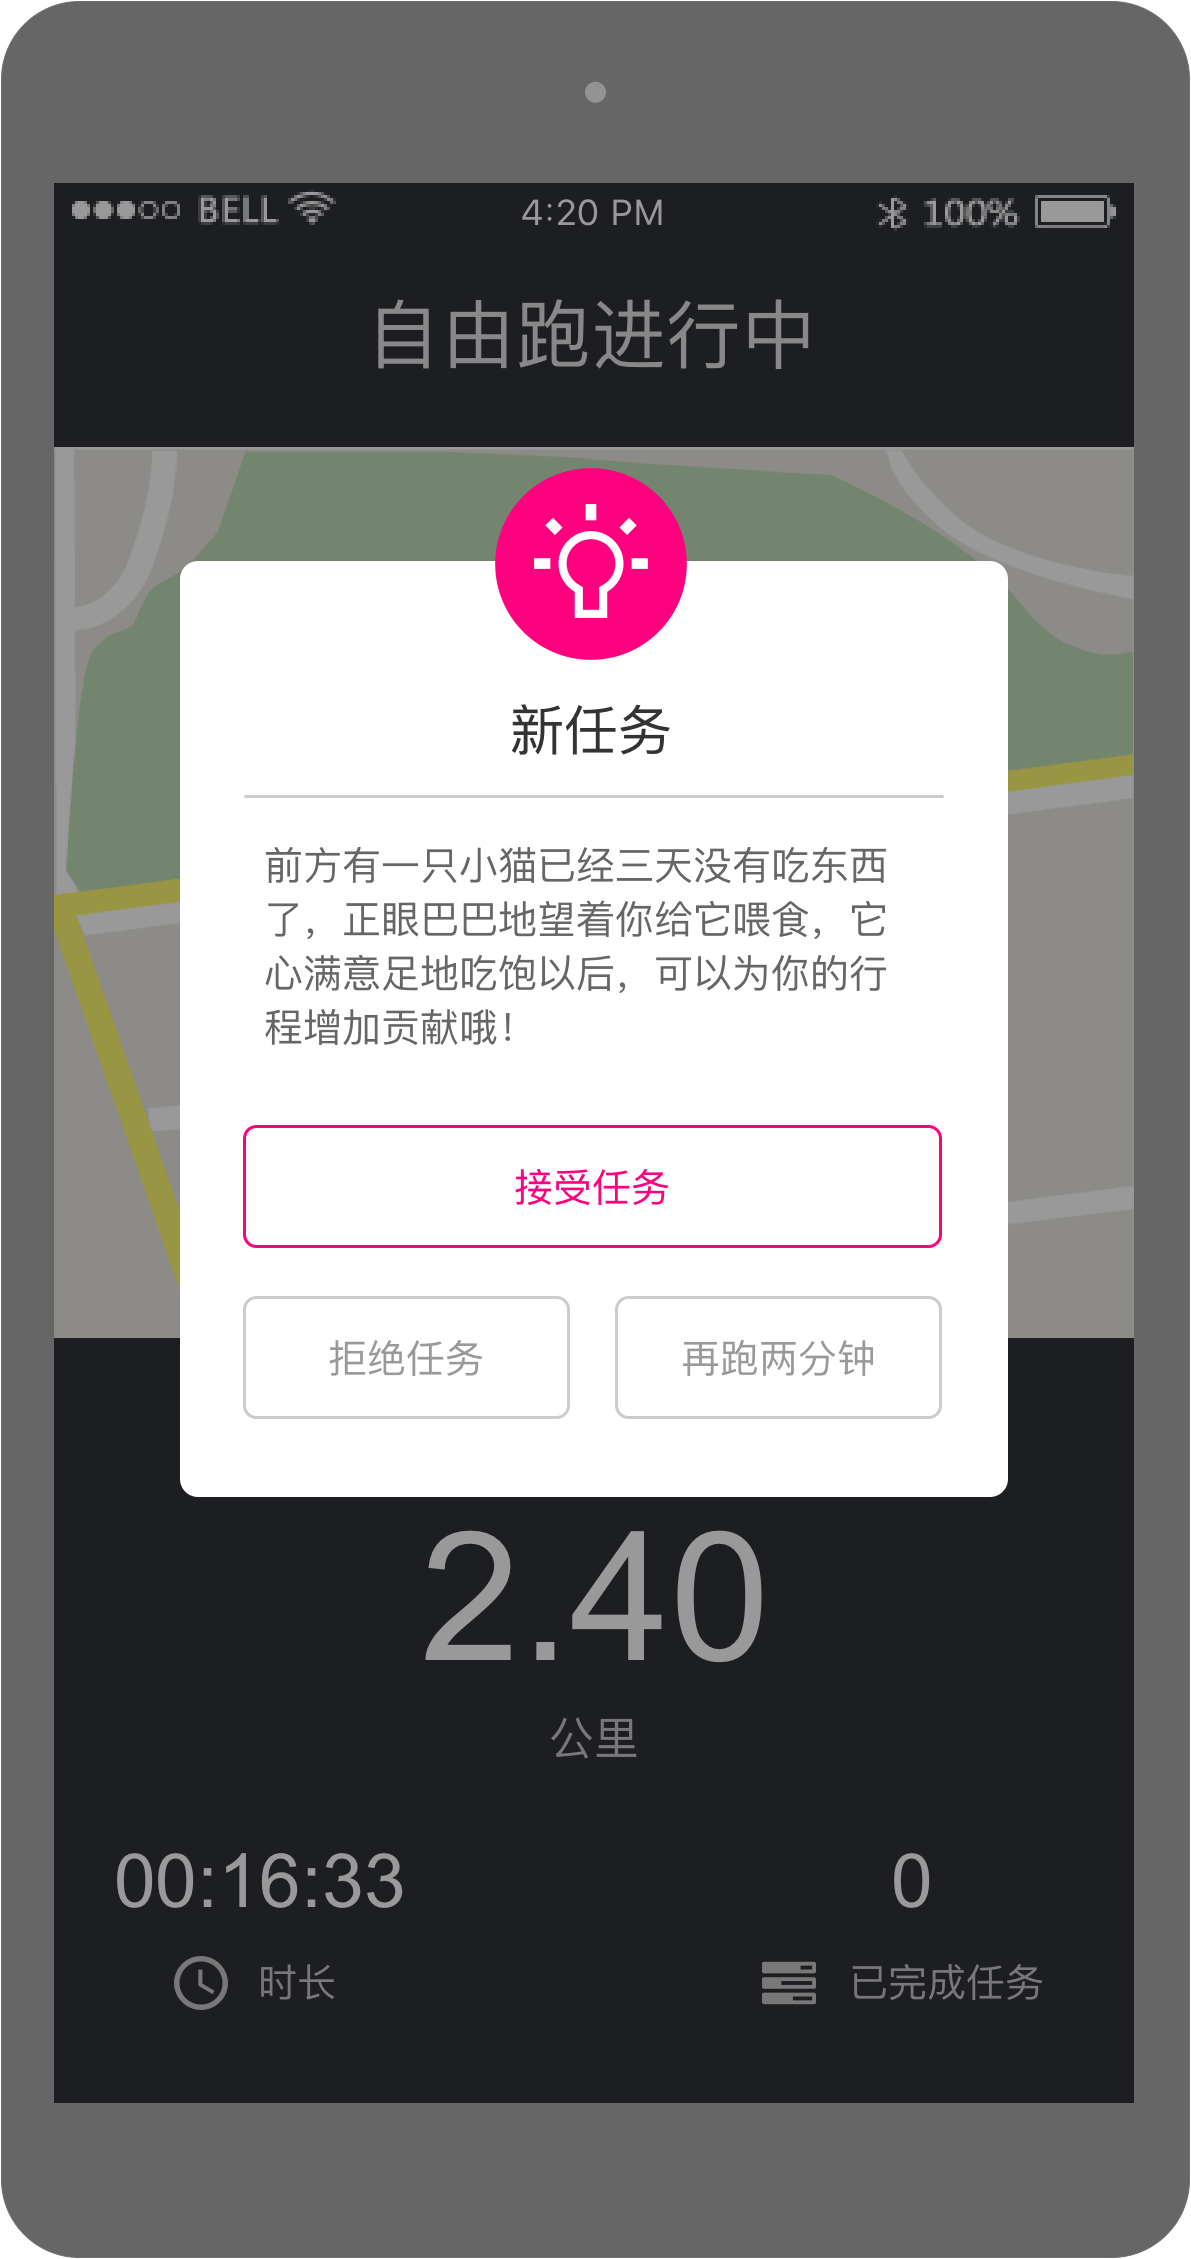 BELL 4:20 PM 100%
自由跑进行中
新任务
前方有一只小猫已经三天没有吃东西
了，正眼巴巴地望着你给它喂食，它
心满意足地吃饱以后，可以为你的行
程增加贡献哦！
接受任务
拒绝任务 再跑两分钟
2.40
公里
00:16:33 0
时长 已完成任务